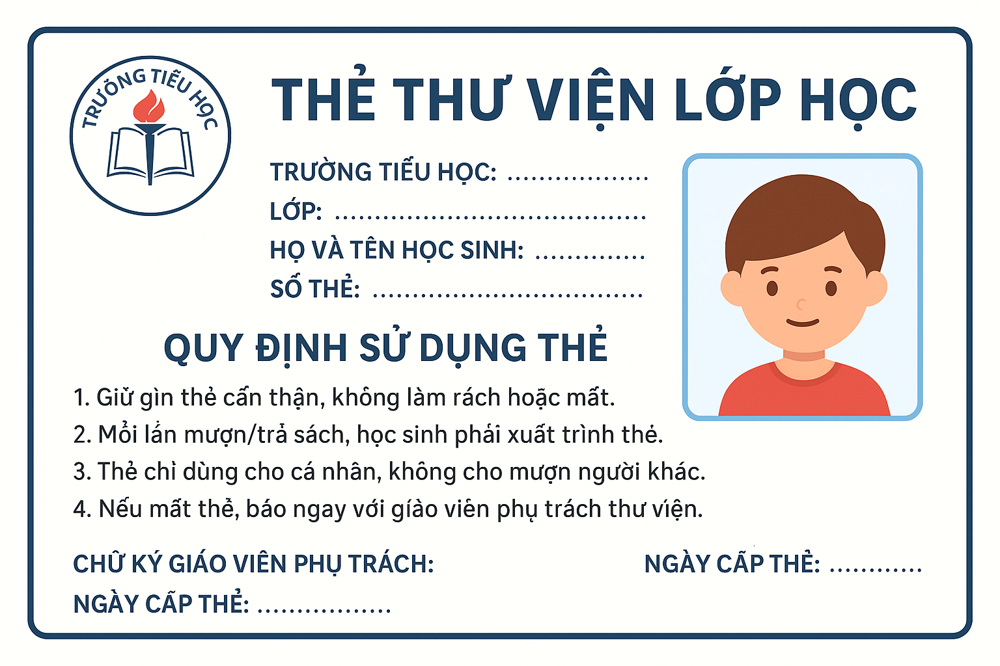 TRƯỜNG TIỂU HỌC
THẺ THƯ VIỆN LỚP HỌC
TRƯỜNG TIỂU HỌC: ..................
LỚP: ........................................
HỌ VÀ TÊN HỌC SINH: ..............
SỐ THẺ: ..................................
QUY ĐỊNH SỬ DỤNG THẺ
1. Giừ gìn thẻ cẩn thận, không làm rách hoặc mất.
2. Mỏi lần mượn/trả sách, học sinh phải xuất trình thẻ.
3. Thẻ chỉ dùng cho cá nhân, không cho mượn người khác.
4. Nếu mất thẻ, báo ngay với giáo viên phụ trách thư viện.
CHỮ KÝ GIÁO VIÊN PHỤ TRÁCH:
NGÀY CẤP THẺ: ............
NGÀY CẤP THẺ: .................